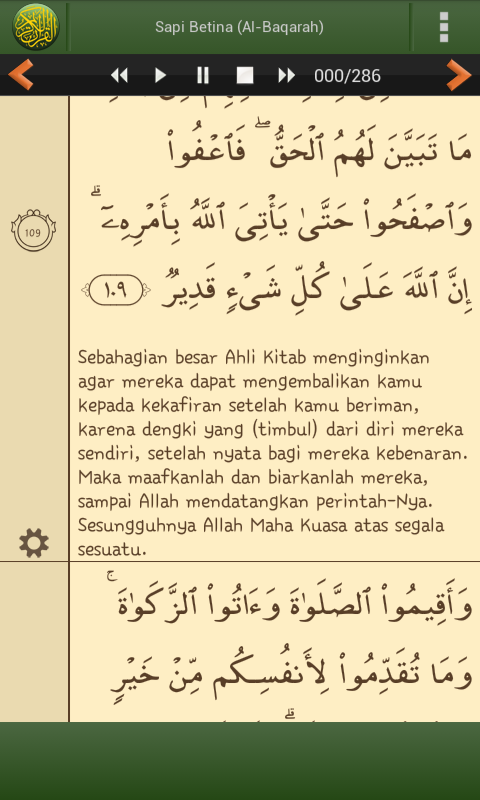 Sapi Betina (Al-Baqarah)
000/286
مَا تَبَيَّنَ لَهُمُ ٱلْحَقُّ ۖ فَٱعْفُوا۟
وَٱصْفَحُوا۟ حَتَّىٰ يَأْتِىَ ٱللَّهُ بِأَمْرِهِۦٓ ۗ
109
إِنَّ ٱللَّهَ عَلَىٰ كُلِّ شَىْءٍ قَدِيرٌ ١٠٩
Sebahagian besar Ahli Kitab menginginkan
agar mereka dapat mengembalikan kamu
kepada kekafiran setelah kamu beriman,
karena dengki yang (timbul) dari diri mereka
sendiri, setelah nyata bagi mereka kebenaran.
Maka maafkanlah dan biarkanlah mereka,
sampai Allah mendatangkan perintah-Nya.
Sesungguhnya Allah Maha Kuasa atas segala
sesuatu.
وَأَقِيمُوا۟ ٱلصَّلَوٰةَ وَءَاتُوا۟ ٱلزَّكَوٰةَ ۚ
وَمَا تُقَدِّمُوا۟ لِأَنفُسِكُم مِّنْ خَيْرٍ